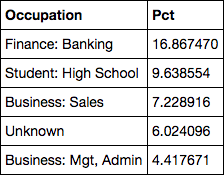 Occupation Pct
Finance: Banking 16.867470
Student: High School 9.638554
Business: Sales 7.228916
Unknown 6.024096
Business: Mgt, Admin 4.417671